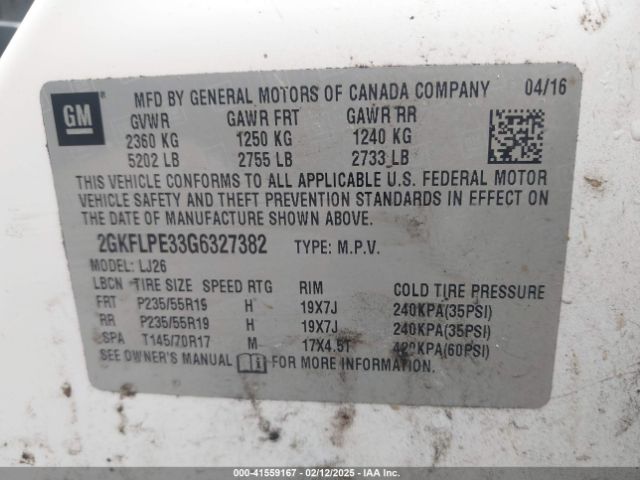 GM
MFD BY GENERAL MOTORS OF CANADA COMPANY 04/16
GVWR GAWR FRT GAWR RR
2360 KG 1250 KG 1240 KG
5202 LB 2755 LB 2733 LB
THIS VEHICLE CONFORMS TO ALL APPLICABLE U.S. FEDERAL MOTOR
VEHICLE SAFETY AND THEFT PREVENTION STANDARDS IN EFFECT ON
THE DATE OF MANUFACTURE SHOWN ABOVE.
2GKFLPE33G6327382 TYPE: M.P.V.
MODEL: LJ26
LBCN TIRE SIZE SPEED RTG RIM COLD TIRE PRESSURE
FRT P235/55R19 H 19X7J 240KPA(35PSI)
RR P235/55R19 H 19X7J 240KPA(35PSI)
SPA T145/70R17 M 17X4.5T 420KPA(60PSI)
SEE OWNER'S MANUAL FOR MORE INFORMATION.
000-41559167 - 02/12/2025 - IAA Inc.